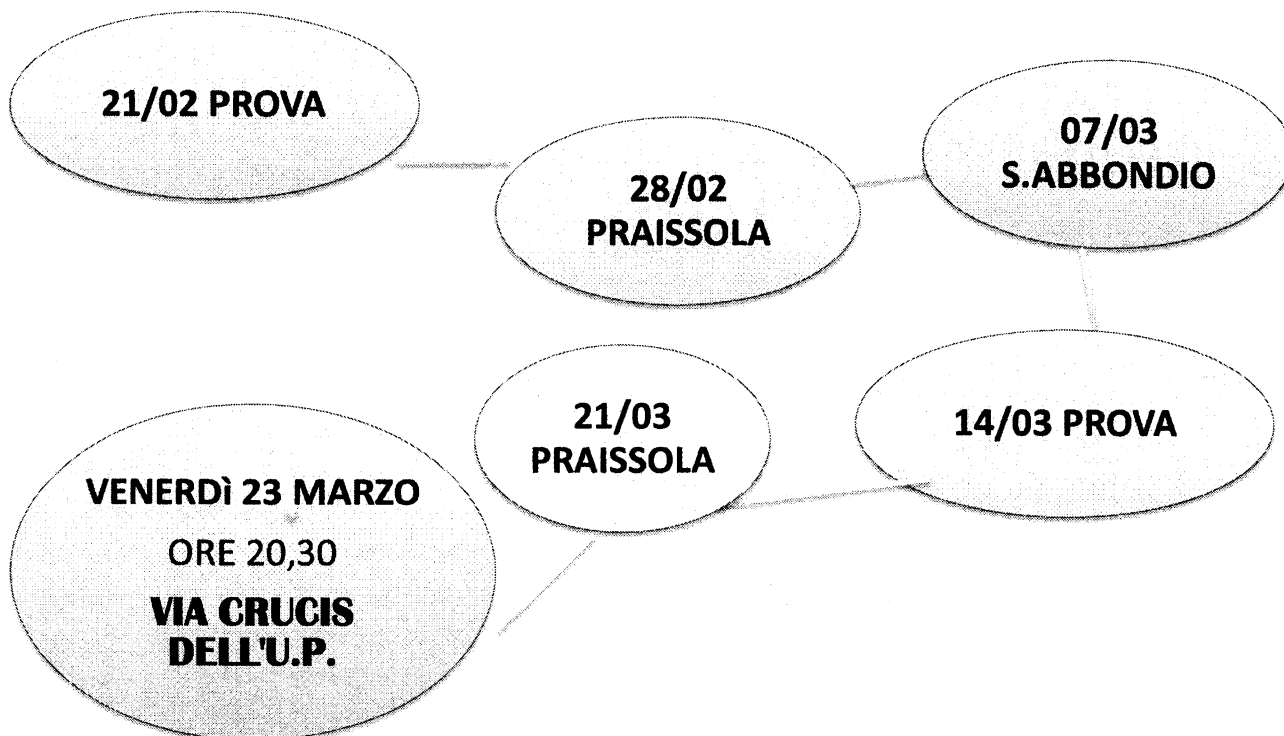 21/02 PROVA
28/02
PRAISSOLA
07/03
S.ABBONDIO
14/03 PROVA
21/03
PRAISSOLA
VENERDì 23 MARZO
ORE 20,30
VIA CRUCIS
DELL'U.P.